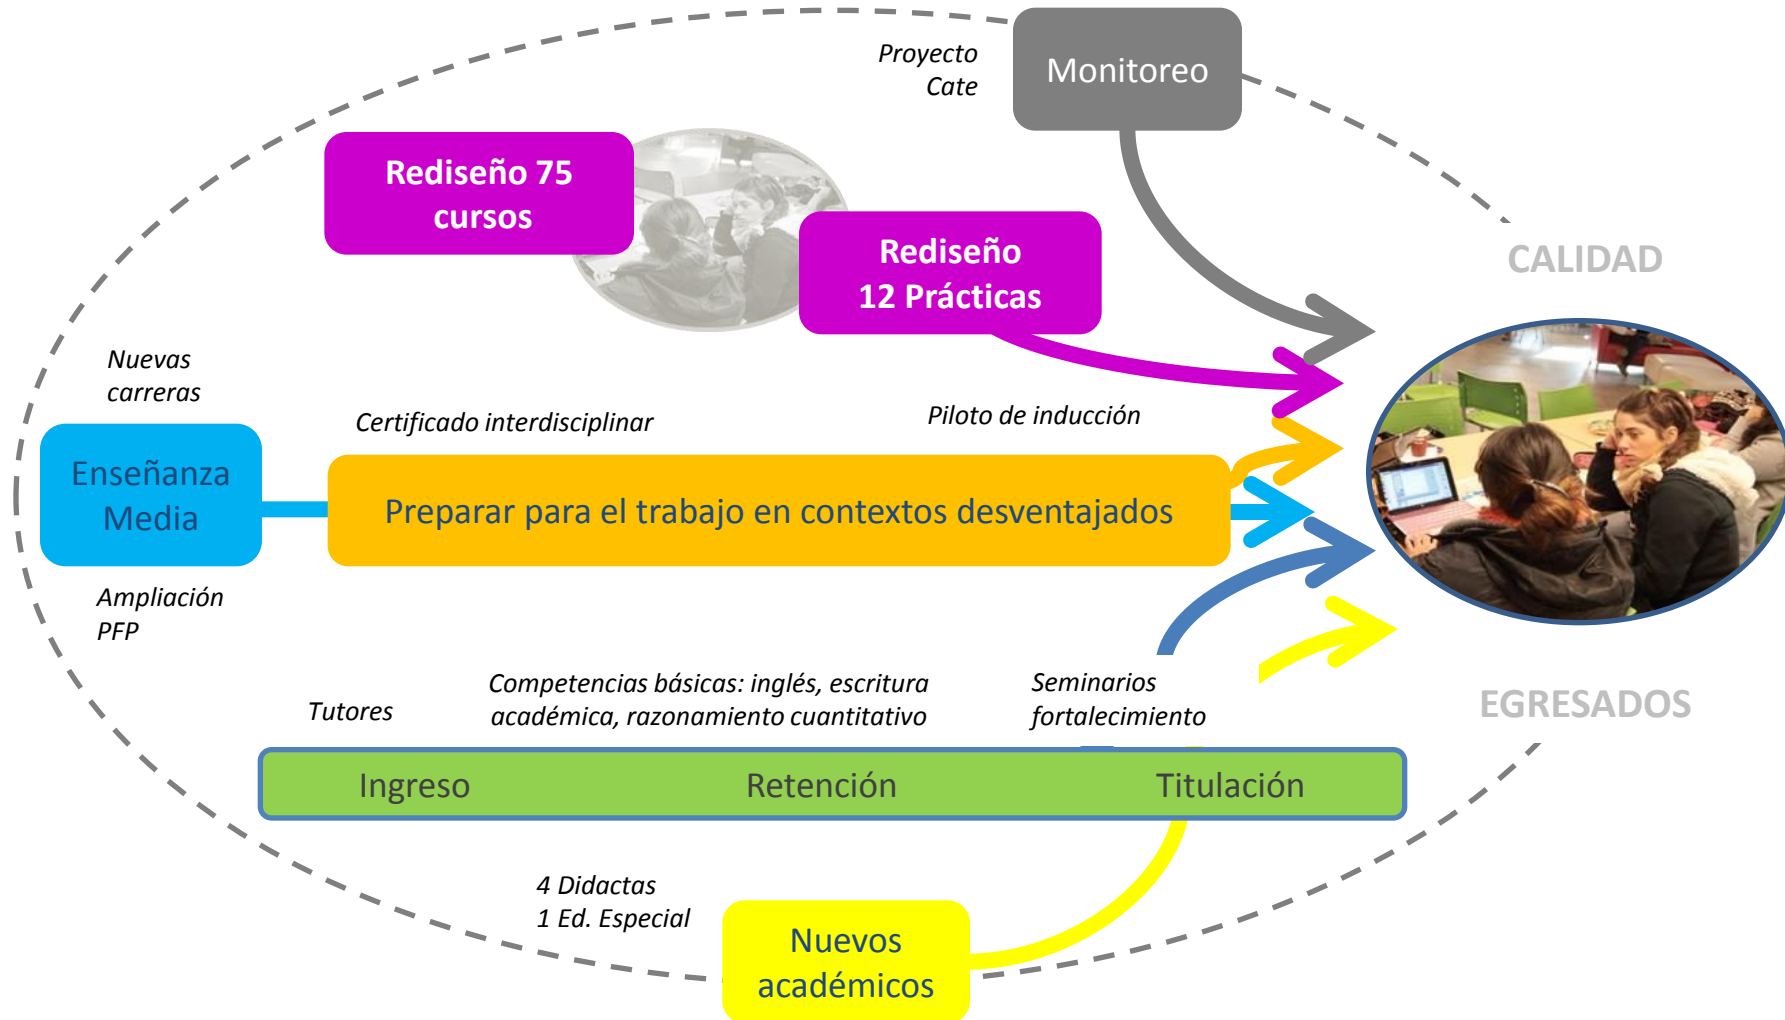 Proyecto
Cate
Monitoreo
Rediseño 75
cursos
Rediseño
12 Prácticas
CALIDAD
Nuevas
carreras
Certificado interdisciplinar
Piloto de inducción
Enseñanza
Media
Preparar para el trabajo en contextos desventajados
Ampliación
PFP
Tutores
Competencias básicas: inglés, escritura
académica, razonamiento cuantitativo
Seminarios
fortalecimiento
EGRESADOS
Ingreso
Retención
Titulación
4 Didactas
1 Ed. Especial
Nuevos
académicos